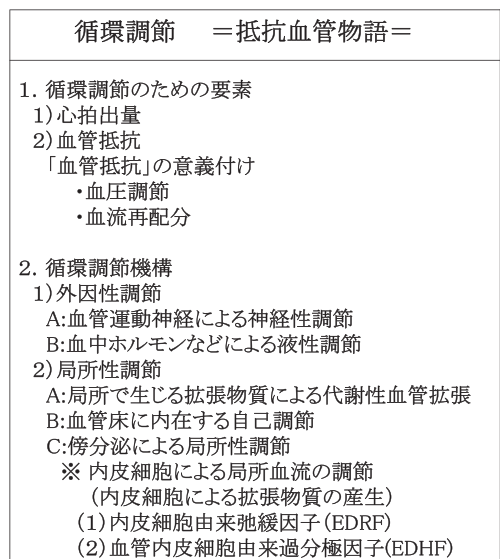 循環調節　＝抵抗血管物語＝
1. 循環調節のための要素
1)心拍出量
2)血管抵抗
「血管抵抗」の意義付け
・血圧調節
・血流再配分
2. 循環調節機構
1)外因性調節
A:血管運動神経による神経性調節
B:血中ホルモンなどによる液性調節
2)局所性調節
A:局所で生じる拡張物質による代謝性血管拡張
B:血管床に内在する自己調節
C:傍分泌による局所性調節
※ 内皮細胞による局所血流の調節
(内皮細胞による拡張物質の産生)
(1)内皮細胞由来弛緩因子(EDRF)
(2)血管内皮細胞由来過分極因子(EDHF)